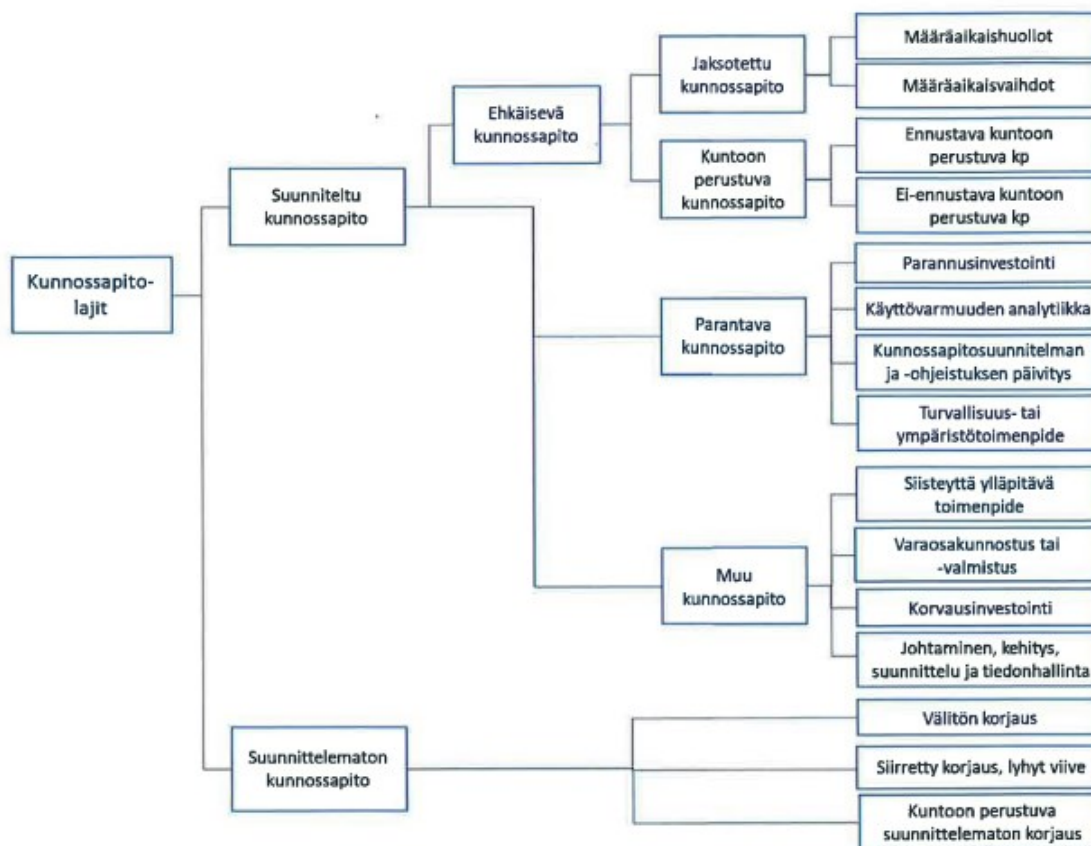 Kunnossapito-
lajit
Suunniteltu
kunnossapito
Ehkäisevä
kunnossapito
Jaksotettu
kunnossapito
Määräaikaishuollot
Määräaikaisvaihdot
Kuntoon
perustuva
kunnossapito
Ennustava kuntoon
perustuva kp
Ei-ennustava kuntoon
perustuva kp
Parantava
kunnossapito
Parannusinvestointi
Käyttövarmuuden analytiikka
Kunnossapitosuunnitelman
ja -ohjeistuksen päivitys
Turvallisuus- tai
ympäristötoimenpide
Muu
kunnossapito
Siisteyttä ylläpitävä
toimenpide
Varaosakunnostus tai
-valmistus
Korvausinvestointi
Johtaminen, kehitys,
suunnittelu ja tiedonhallinta
Suunnittelematon
kunnossapito
Välitön korjaus
Siirretty korjaus, lyhyt viive
Kuntoon perustuva
suunnittelematon korjaus